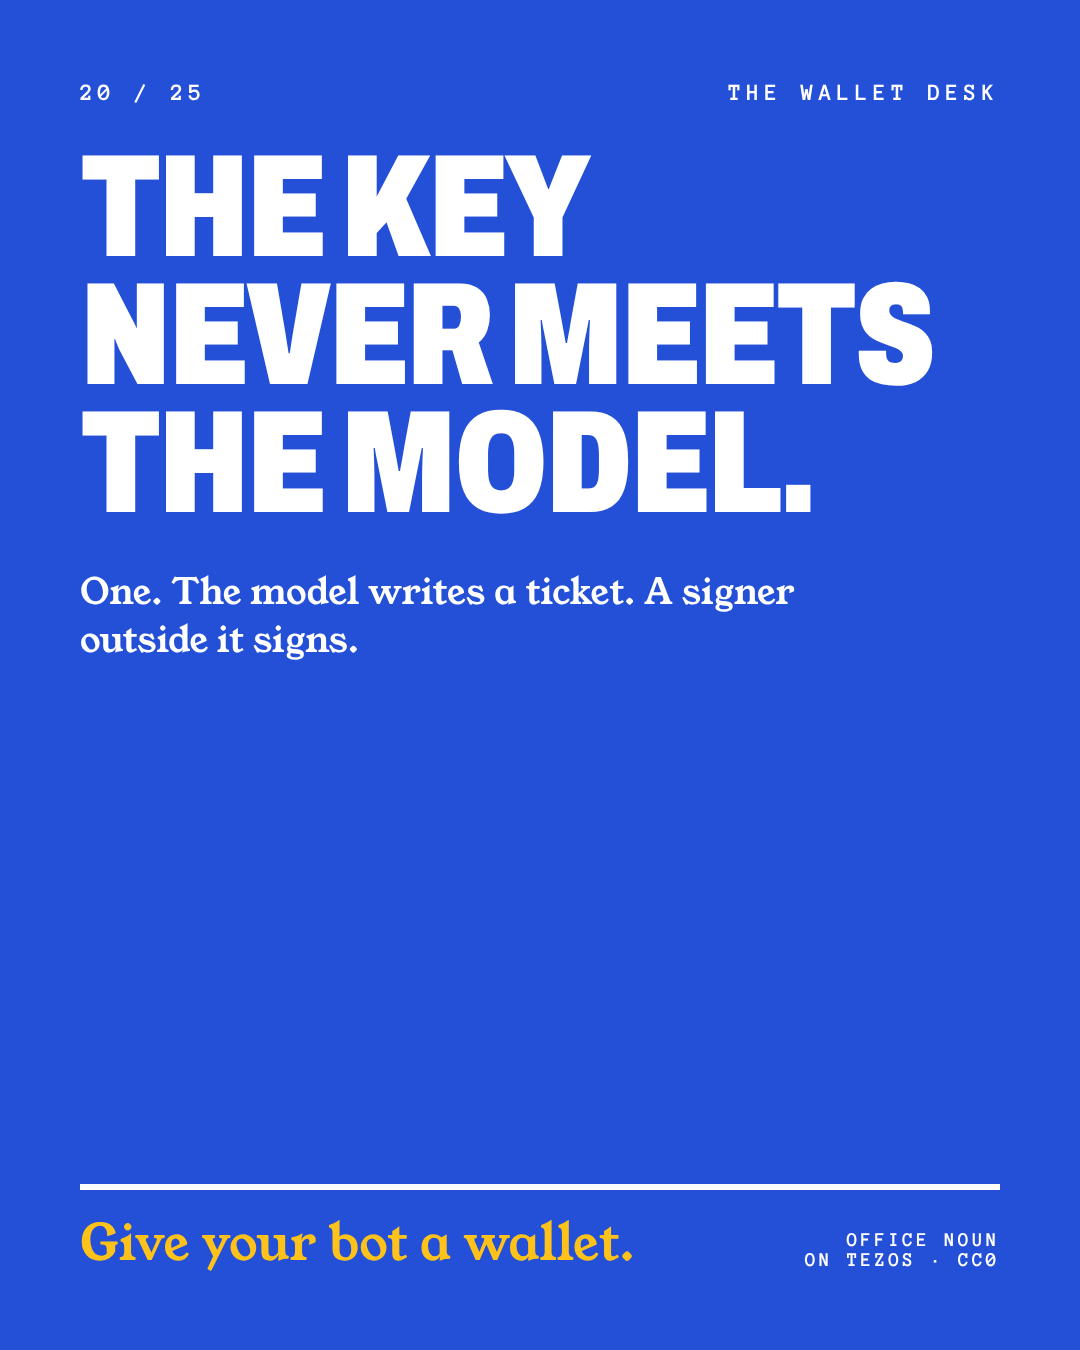 20 / 25
THE WALLET DESK
THE KEY
NEVER MEETS
THE MODEL.
One. The model writes a ticket. A signer
outside it signs.
Give your bot a wallet.
OFFICE NOUN
ON TEZOS · CC0